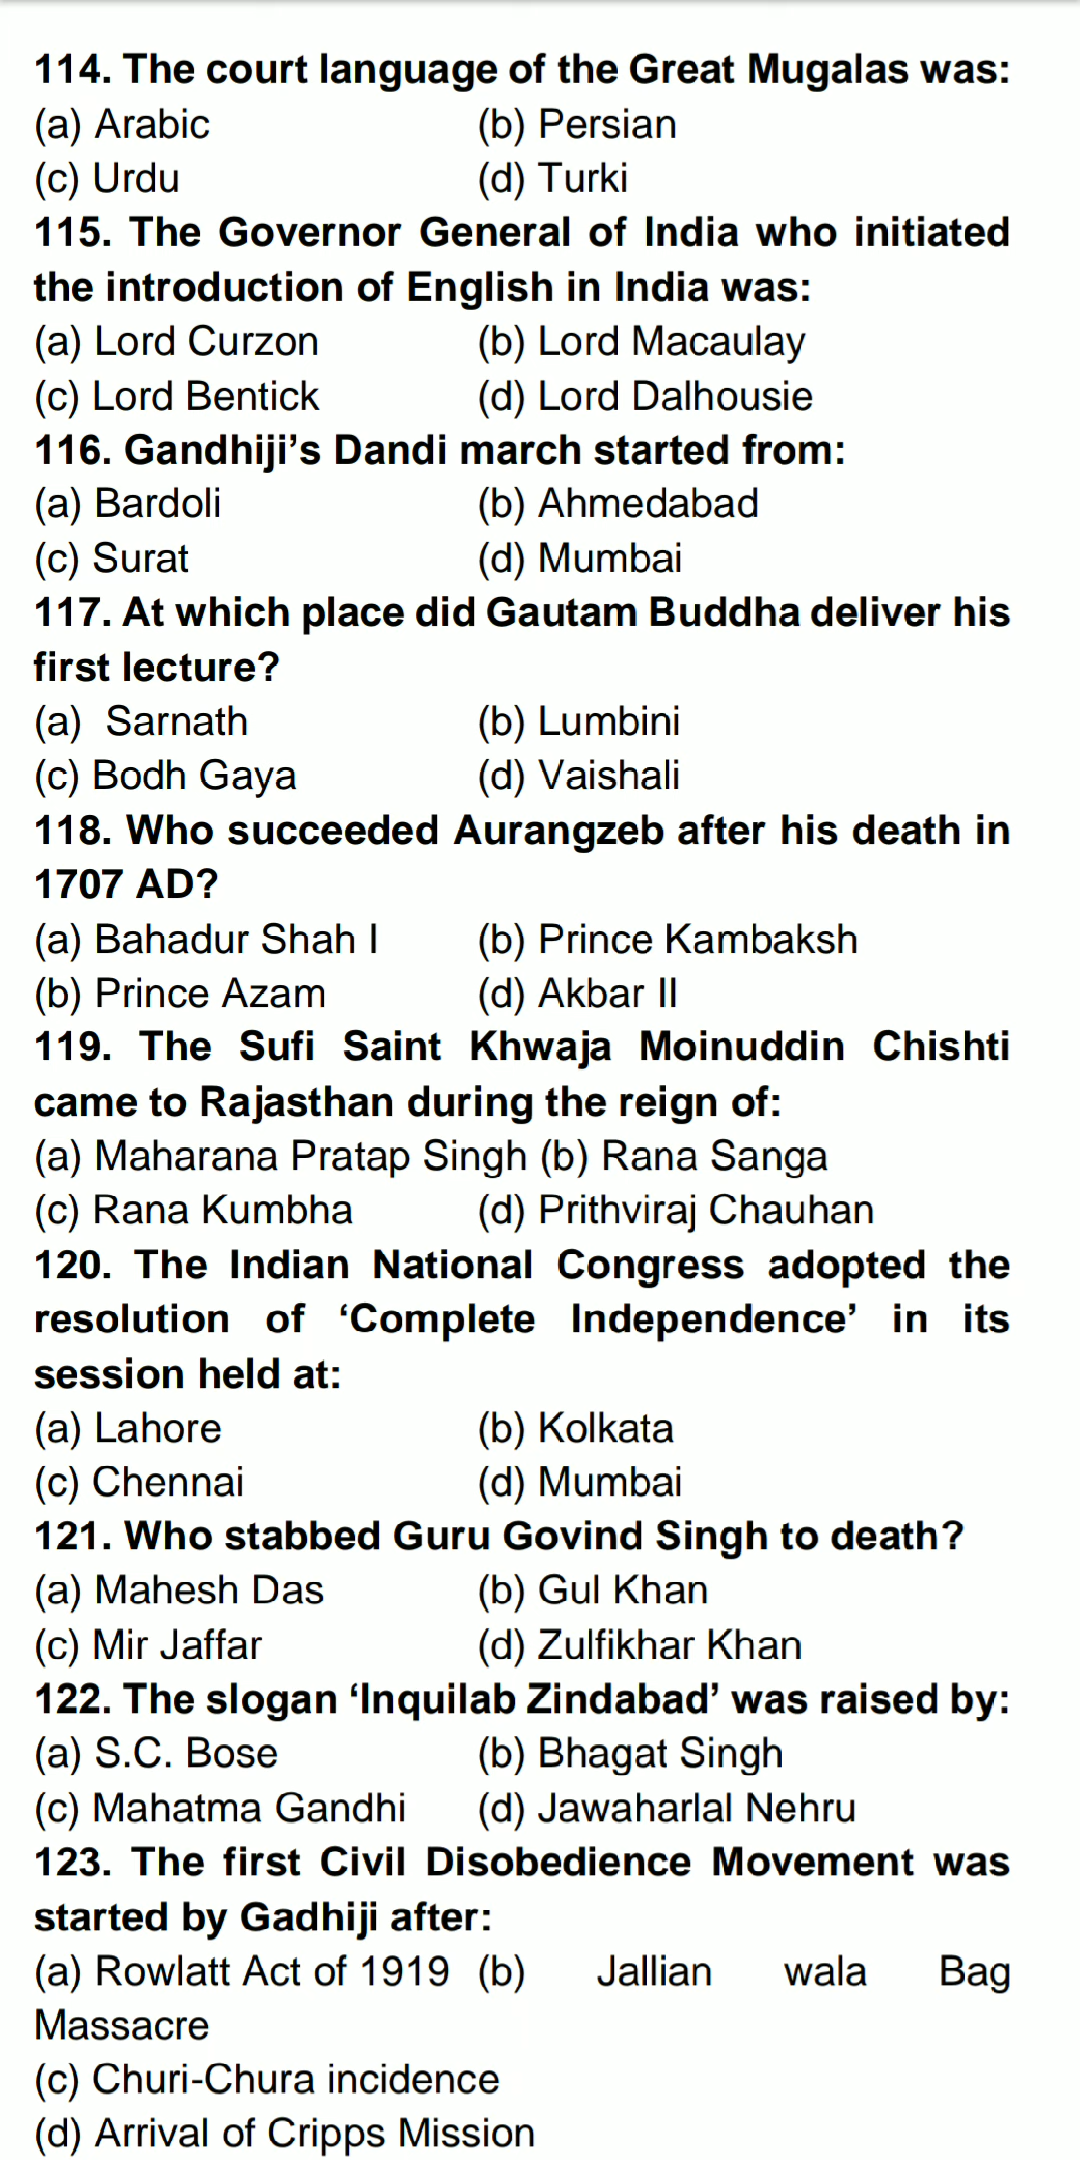 114. The court language of the Great Mugalas was:
(a) Arabic (b) Persian
(c) Urdu (d) Turki
115. The Governor General of India who initiated
the introduction of English in India was:
(a) Lord Curzon (b) Lord Macaulay
(c) Lord Bentick (d) Lord Dalhousie
116. Gandhiji’s Dandi march started from:
(a) Bardoli (b) Ahmedabad
(c) Surat (d) Mumbai
117. At which place did Gautam Buddha deliver his
first lecture?
(a) Sarnath (b) Lumbini
(c) Bodh Gaya (d) Vaishali
118. Who succeeded Aurangzeb after his death in
1707 AD?
(a) Bahadur Shah I (b) Prince Kambaksh
(b) Prince Azam (d) Akbar II
119. The Sufi Saint Khwaja Moinuddin Chishti
came to Rajasthan during the reign of:
(a) Maharana Pratap Singh (b) Rana Sanga
(c) Rana Kumbha (d) Prithviraj Chauhan
120. The Indian National Congress adopted the
resolution of ‘Complete Independence’ in its
session held at:
(a) Lahore (b) Kolkata
(c) Chennai (d) Mumbai
121. Who stabbed Guru Govind Singh to death?
(a) Mahesh Das (b) Gul Khan
(c) Mir Jaffar (d) Zulfikhar Khan
122. The slogan ‘Inquilab Zindabad’ was raised by:
(a) S.C. Bose (b) Bhagat Singh
(c) Mahatma Gandhi (d) Jawaharlal Nehru
123. The first Civil Disobedience Movement was
started by Gadhiji after:
(a) Rowlatt Act of 1919 (b) Jallian wala Bag
Massacre
(c) Churi-Chura incidence
(d) Arrival of Cripps Mission